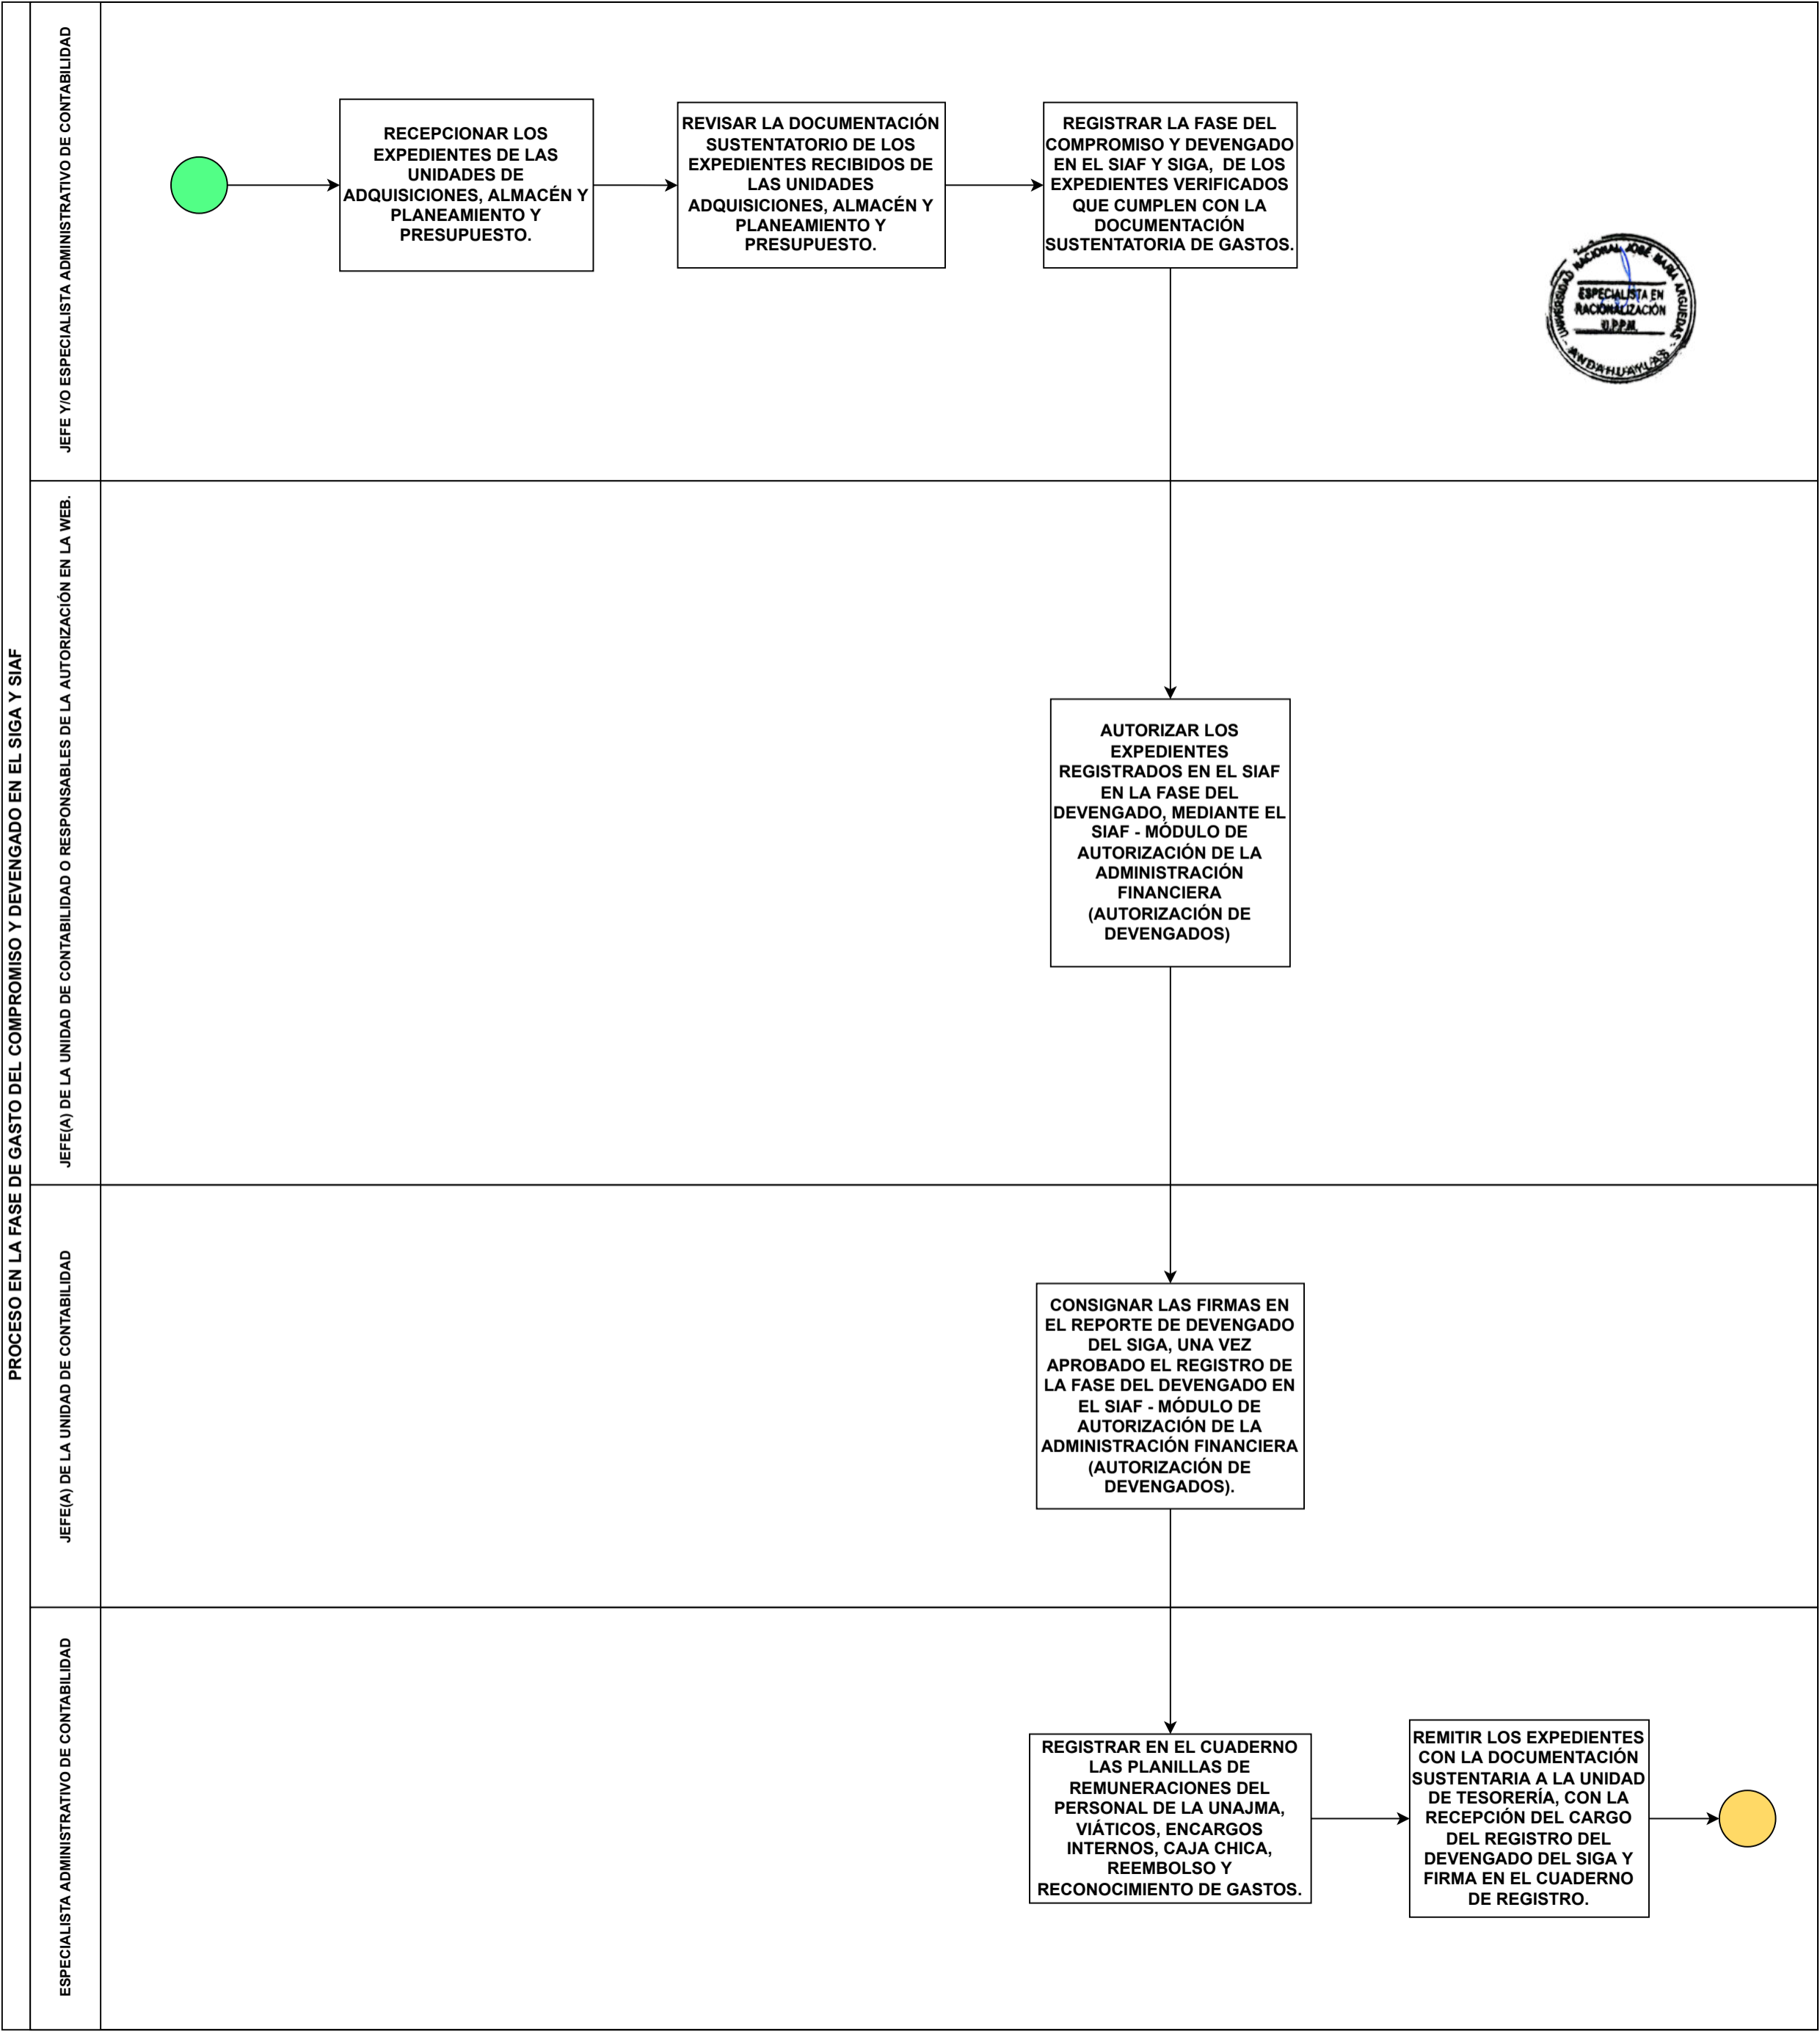 PROCESO EN LA FASE DE GASTO DEL COMPROMISO Y DEVENGADO EN EL SIGA Y SIAF
JEFE Y/O ESPECIALISTA ADMINISTRATIVO DE CONTABILIDAD
RECEPCIONAR LOS
EXPEDIENTES DE LAS
UNIDADES DE
ADQUISICIONES, ALMACÉN Y
PLANEAMIENTO Y
PRESUPUESTO.
REVISAR LA DOCUMENTACIÓN
SUSTENTATORIO DE LOS
EXPEDIENTES RECIBIDOS DE
LAS UNIDADES
ADQUISICIONES, ALMACÉN Y
PLANEAMIENTO Y
PRESUPUESTO.
REGISTRAR LA FASE DEL
COMPROMISO Y DEVENGADO
EN EL SIAF Y SIGA, DE LOS
EXPEDIENTES VERIFICADOS
QUE CUMPLEN CON LA
DOCUMENTACIÓN
SUSTENTATORIA DE GASTOS.
UNIVERSIDAD NACIONAL JOSÉ MARÍA ARGUEDAS
ESPECIALISTA EN
RACIONALIZACIÓN
U.P.P.M.
- ANDAHUAYLAS -
JEFE(A) DE LA UNIDAD DE CONTABILIDAD O RESPONSABLES DE LA AUTORIZACIÓN EN LA WEB.
AUTORIZAR LOS
EXPEDIENTES
REGISTRADOS EN EL SIAF
EN LA FASE DEL
DEVENGADO, MEDIANTE EL
SIAF - MÓDULO DE
AUTORIZACIÓN DE LA
ADMINISTRACIÓN
FINANCIERA
(AUTORIZACIÓN DE
DEVENGADOS)
JEFE(A) DE LA UNIDAD DE CONTABILIDAD
CONSIGNAR LAS FIRMAS EN
EL REPORTE DE DEVENGADO
DEL SIGA, UNA VEZ
APROBADO EL REGISTRO DE
LA FASE DEL DEVENGADO EN
EL SIAF - MÓDULO DE
AUTORIZACIÓN DE LA
ADMINISTRACIÓN FINANCIERA
(AUTORIZACIÓN DE
DEVENGADOS).
ESPECIALISTA ADMINISTRATIVO DE CONTABILIDAD
REGISTRAR EN EL CUADERNO
LAS PLANILLAS DE
REMUNERACIONES DEL
PERSONAL DE LA UNAJMA,
VIÁTICOS, ENCARGOS
INTERNOS, CAJA CHICA,
REEMBOLSO Y
RECONOCIMIENTO DE GASTOS.
REMITIR LOS EXPEDIENTES
CON LA DOCUMENTACIÓN
SUSTENTARIA A LA UNIDAD
DE TESORERÍA, CON LA
RECEPCIÓN DEL CARGO
DEL REGISTRO DEL
DEVENGADO DEL SIGA Y
FIRMA EN EL CUADERNO
DE REGISTRO.